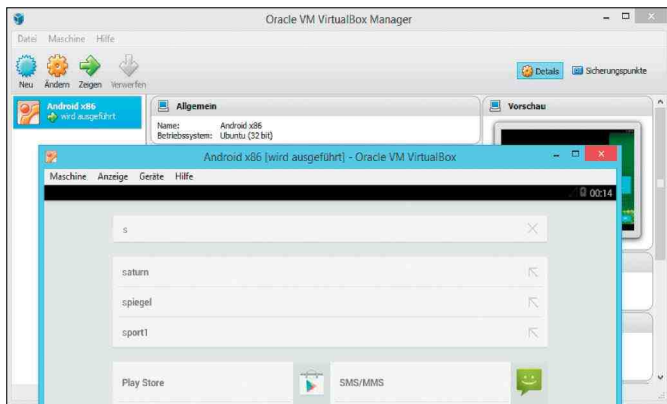 Oracle VM VirtualBox Manager
Datei Maschine Hilfe
Neu Ändern Zeigen Verwerfen
Details Sicherungspunkte
Android x86
wird ausgeführt
Allgemein
Name: Android x86
Betriebssystem: Ubuntu (32 bit)
Vorschau
Android x86 [wird ausgeführt] - Oracle VM VirtualBox
Maschine Anzeige Geräte Hilfe
00:14
s
saturn
spiegel
sport1
Play Store
SMS/MMS